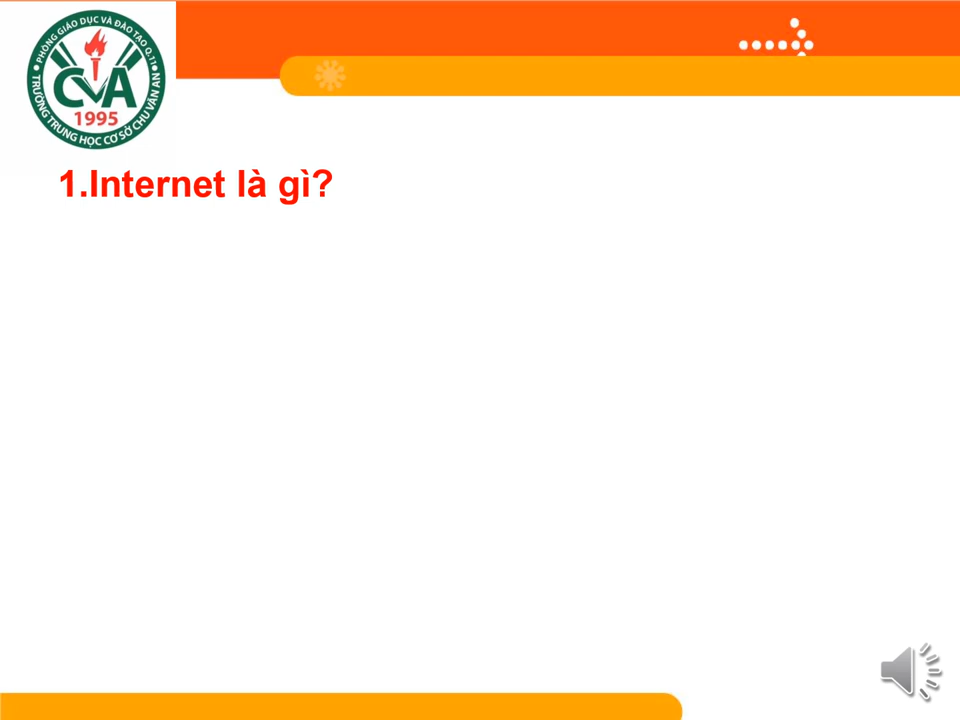 PHÒNG GIÁO DỤC VÀ ĐÀO TẠO Q.11
CVA
1995
TRƯỜNG TRUNG HỌC CƠ SỞ CHU VĂN AN
1.Internet là gì?